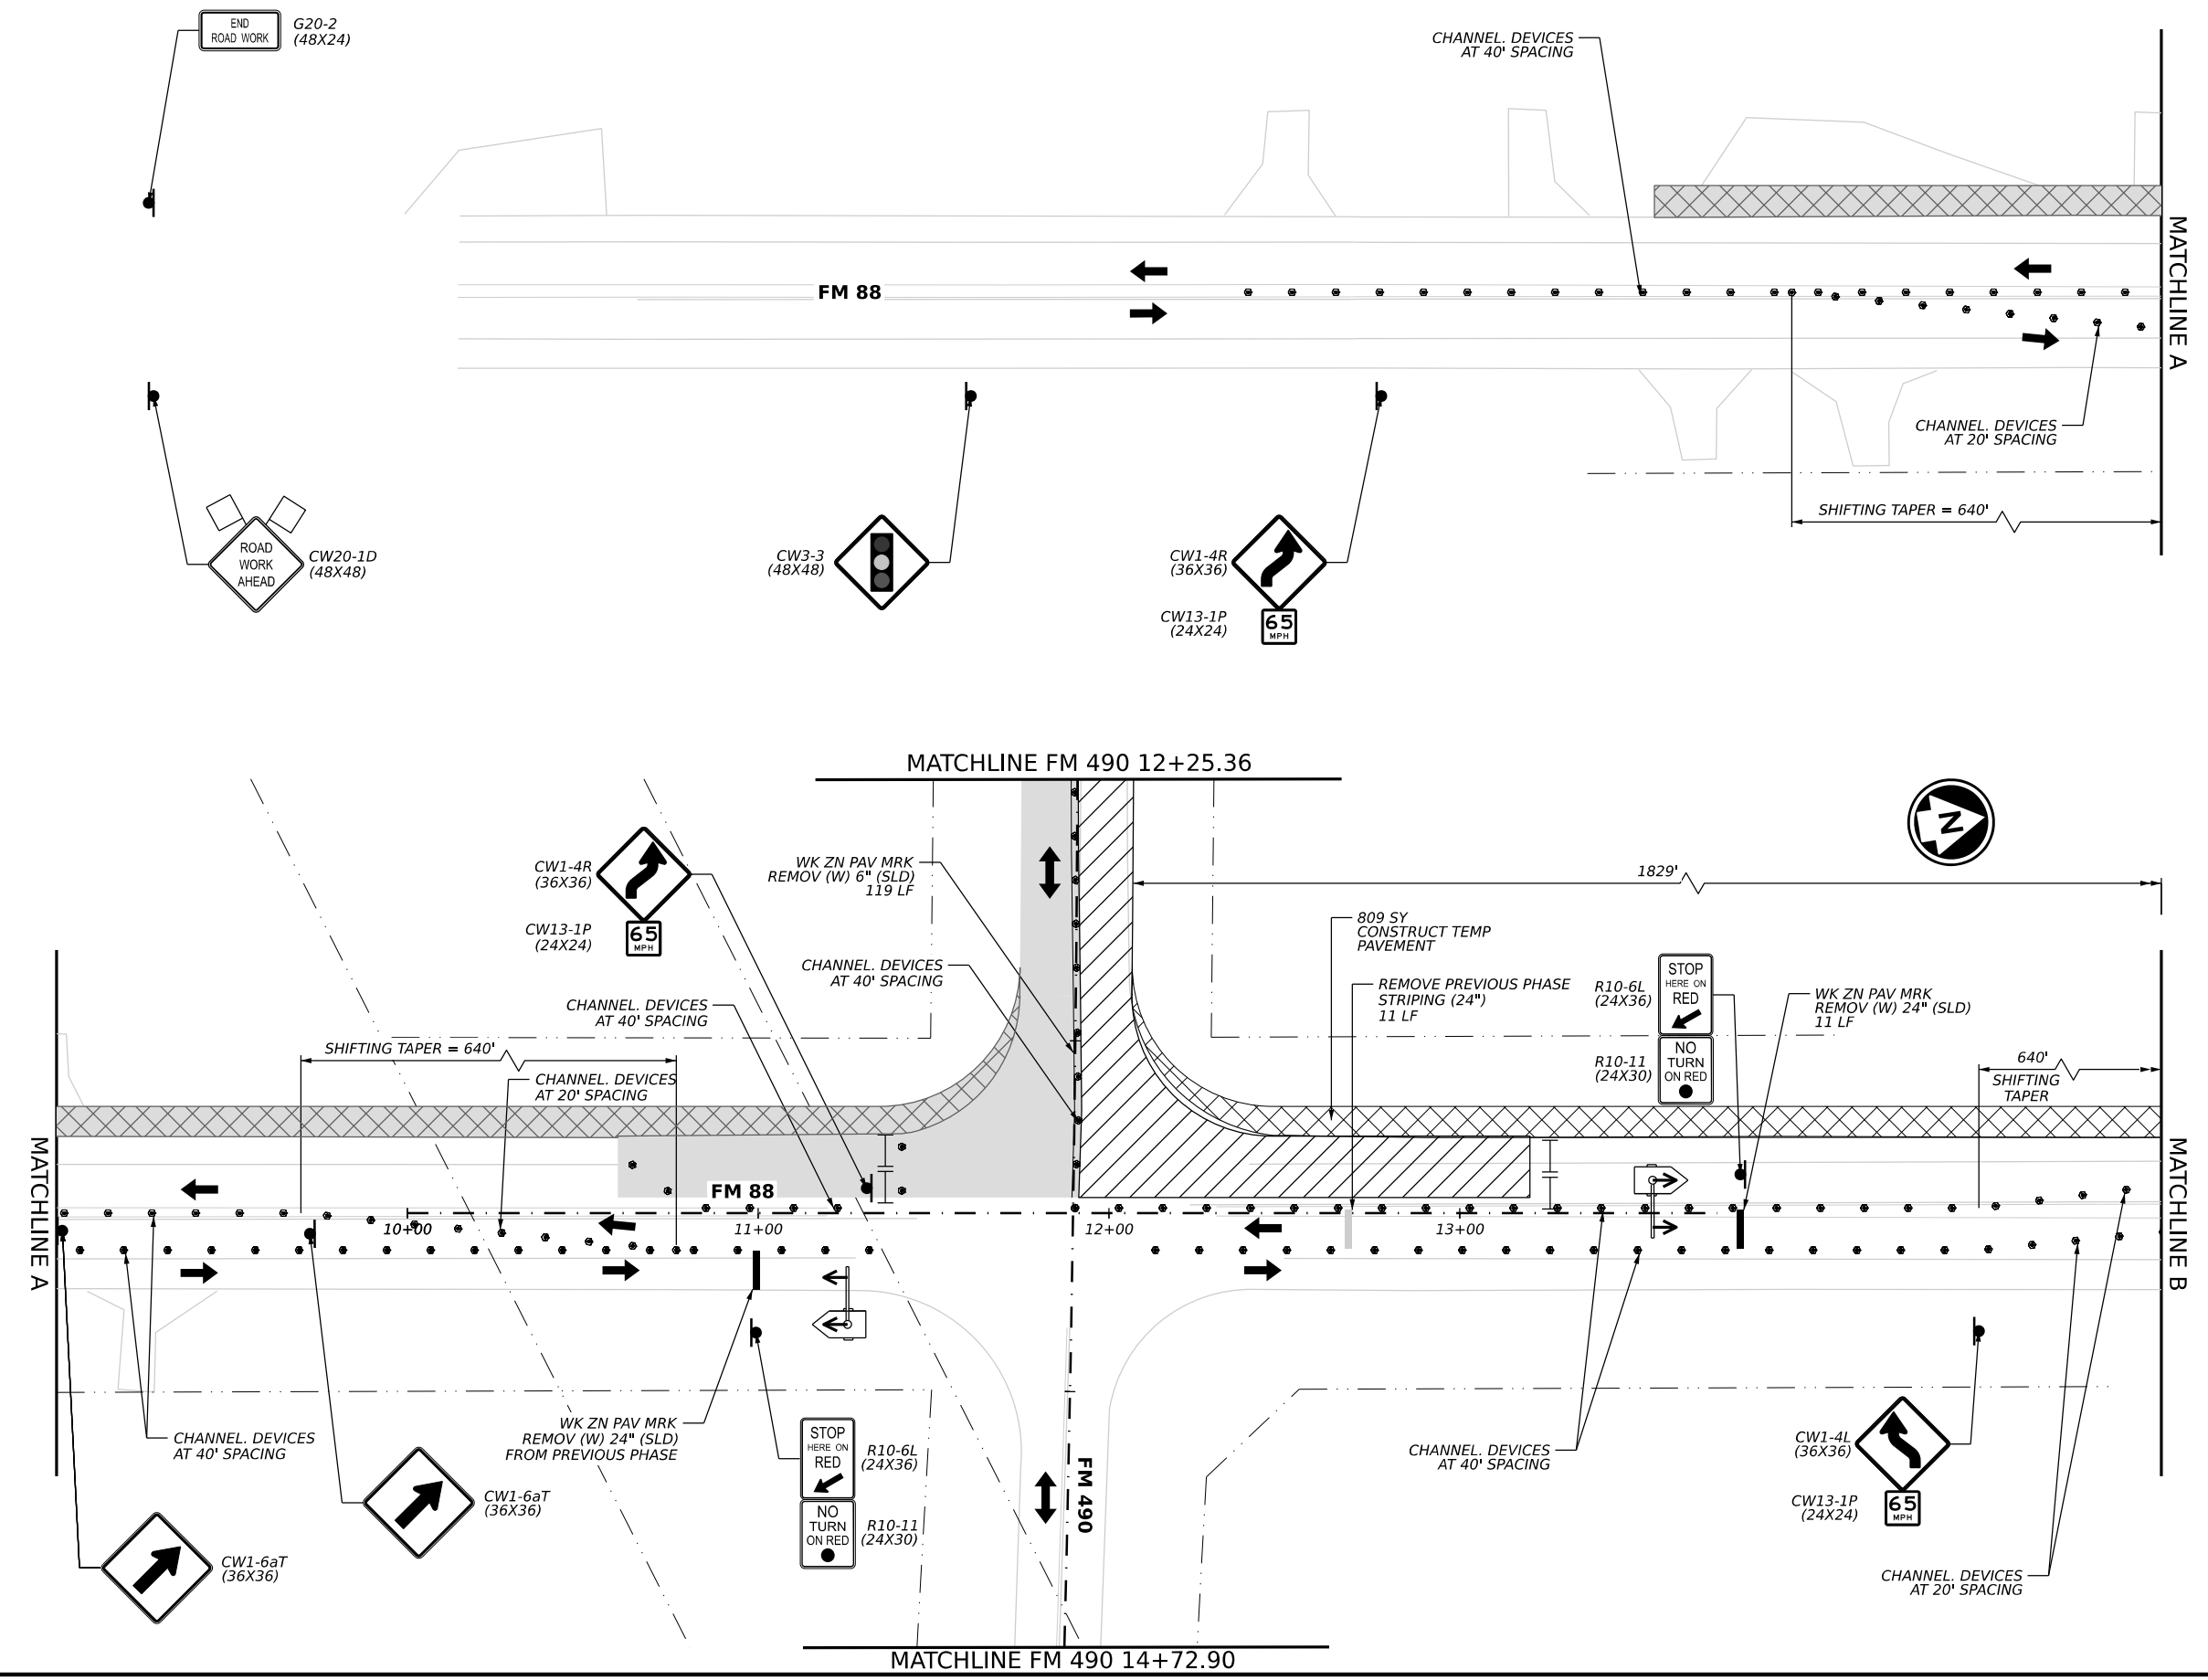 END
ROAD WORK
G20-2
(48X24)
CHANNEL. DEVICES
AT 40' SPACING
FM 88
MATCHLINE A
CHANNEL. DEVICES
AT 20' SPACING
SHIFTING TAPER = 640'
ROAD
WORK
AHEAD
CW20-1D
(48X48)
CW3-3
(48X48)
CW1-4R
(36X36)
CW13-1P
(24X24)
65
MPH
MATCHLINE FM 490 12+25.36
N
CW1-4R
(36X36)
CW13-1P
(24X24)
65
MPH
WK ZN PAV MRK
REMOV (W) 6" (SLD)
119 LF
1829'
809 SY
CONSTRUCT TEMP
PAVEMENT
CHANNEL. DEVICES
AT 40' SPACING
REMOVE PREVIOUS PHASE
STRIPING (24")
11 LF
R10-6L
(24X36)
STOP
HERE ON
RED
WK ZN PAV MRK
REMOV (W) 24" (SLD)
11 LF
CHANNEL. DEVICES
AT 40' SPACING
SHIFTING TAPER = 640'
R10-11
(24X30)
NO
TURN
ON RED
640'
SHIFTING
TAPER
CHANNEL. DEVICES
AT 20' SPACING
MATCHLINE A
FM 88
10+00
11+00
12+00
13+00
MATCHLINE B
CHANNEL. DEVICES
AT 40' SPACING
WK ZN PAV MRK
REMOV (W) 24" (SLD)
FROM PREVIOUS PHASE
STOP
HERE ON
RED
R10-6L
(24X36)
NO
TURN
ON RED
R10-11
(24X30)
FM 490
CHANNEL. DEVICES
AT 40' SPACING
CW1-4L
(36X36)
CW13-1P
(24X24)
65
MPH
CW1-6aT
(36X36)
CW1-6aT
(36X36)
CHANNEL. DEVICES
AT 20' SPACING
MATCHLINE FM 490 14+72.90